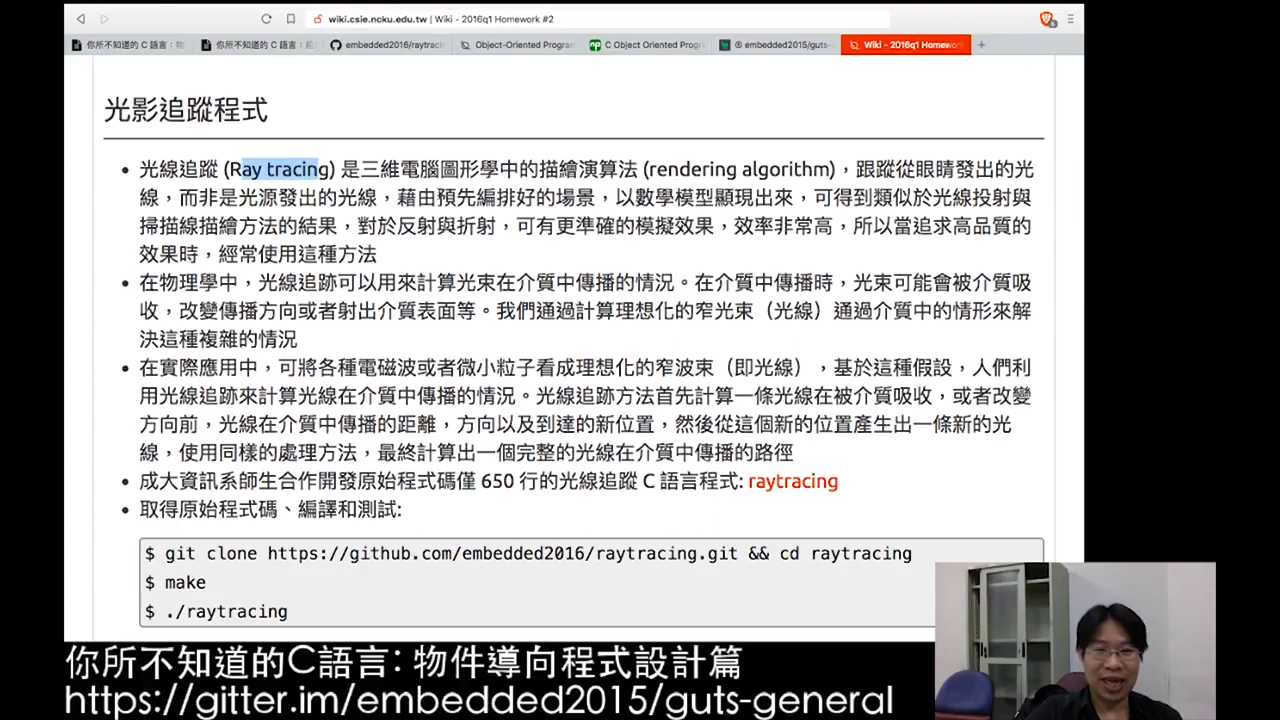 wiki.csie.ncku.edu.tw | Wiki - 2016q1 Homework #2
你所不知道的 C 語言：物
你所不知道的 C 語言：前
embedded2016/raytracin
Object-Oriented Program
C Object Oriented Progr
embedded2015/guts-
Wiki - 2016q1 Homewo
光影追蹤程式
光線追蹤 (Ray tracing) 是三維電腦圖形學中的描繪演算法 (rendering algorithm)，跟蹤從眼睛發出的光
線，而非是光源發出的光線，藉由預先編排好的場景，以數學模型顯現出來，可得到類似於光線投射與
掃描線描繪方法的結果，對於反射與折射，可有更準確的模擬效果，效率非常高，所以當追求高品質的
效果時，經常使用這種方法
在物理學中，光線追跡可以用來計算光束在介質中傳播的情況。在介質中傳播時，光束可能會被介質吸
收，改變傳播方向或者射出介質表面等。我們通過計算理想化的窄光束（光線）通過介質中的情形來解
決這種複雜的情況
在實際應用中，可將各種電磁波或者微小粒子看成理想化的窄波束（即光線），基於這種假設，人們利
用光線追跡來計算光線在介質中傳播的情況。光線追跡方法首先計算一條光線在被介質吸收，或者改變
方向前，光線在介質中傳播的距離，方向以及到達的新位置，然後從這個新的位置產生出一條新的光
線，使用同樣的處理方法，最終計算出一個完整的光線在介質中傳播的路徑
成大資訊系師生合作開發原始程式碼僅 650 行的光線追蹤 C 語言程式: raytracing
取得原始程式碼、編譯和測試:
$ git clone https://github.com/embedded2016/raytracing.git && cd raytracing
$ make
$ ./raytracing
你所不知道的C語言: 物件導向程式設計篇
https://gitter.im/embedded2015/guts-general